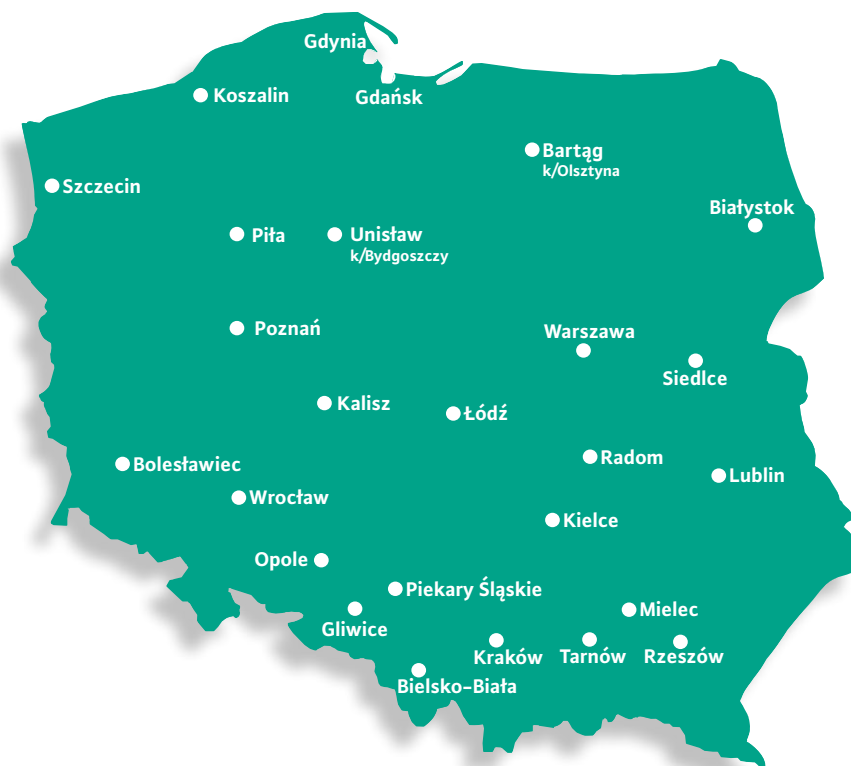 Gdynia
Koszalin
Gdańsk
Bartąg
k/Olsztyna
Szczecin
Białystok
Piła
Unisław
k/Bydgoszczy
Poznań
Warszawa
Siedlce
Kalisz
Łódź
Bolesławiec
Radom
Lublin
Wrocław
Kielce
Opole
Piekary Śląskie
Gliwice
Mielec
Kraków
Tarnów
Rzeszów
Bielsko-Biała